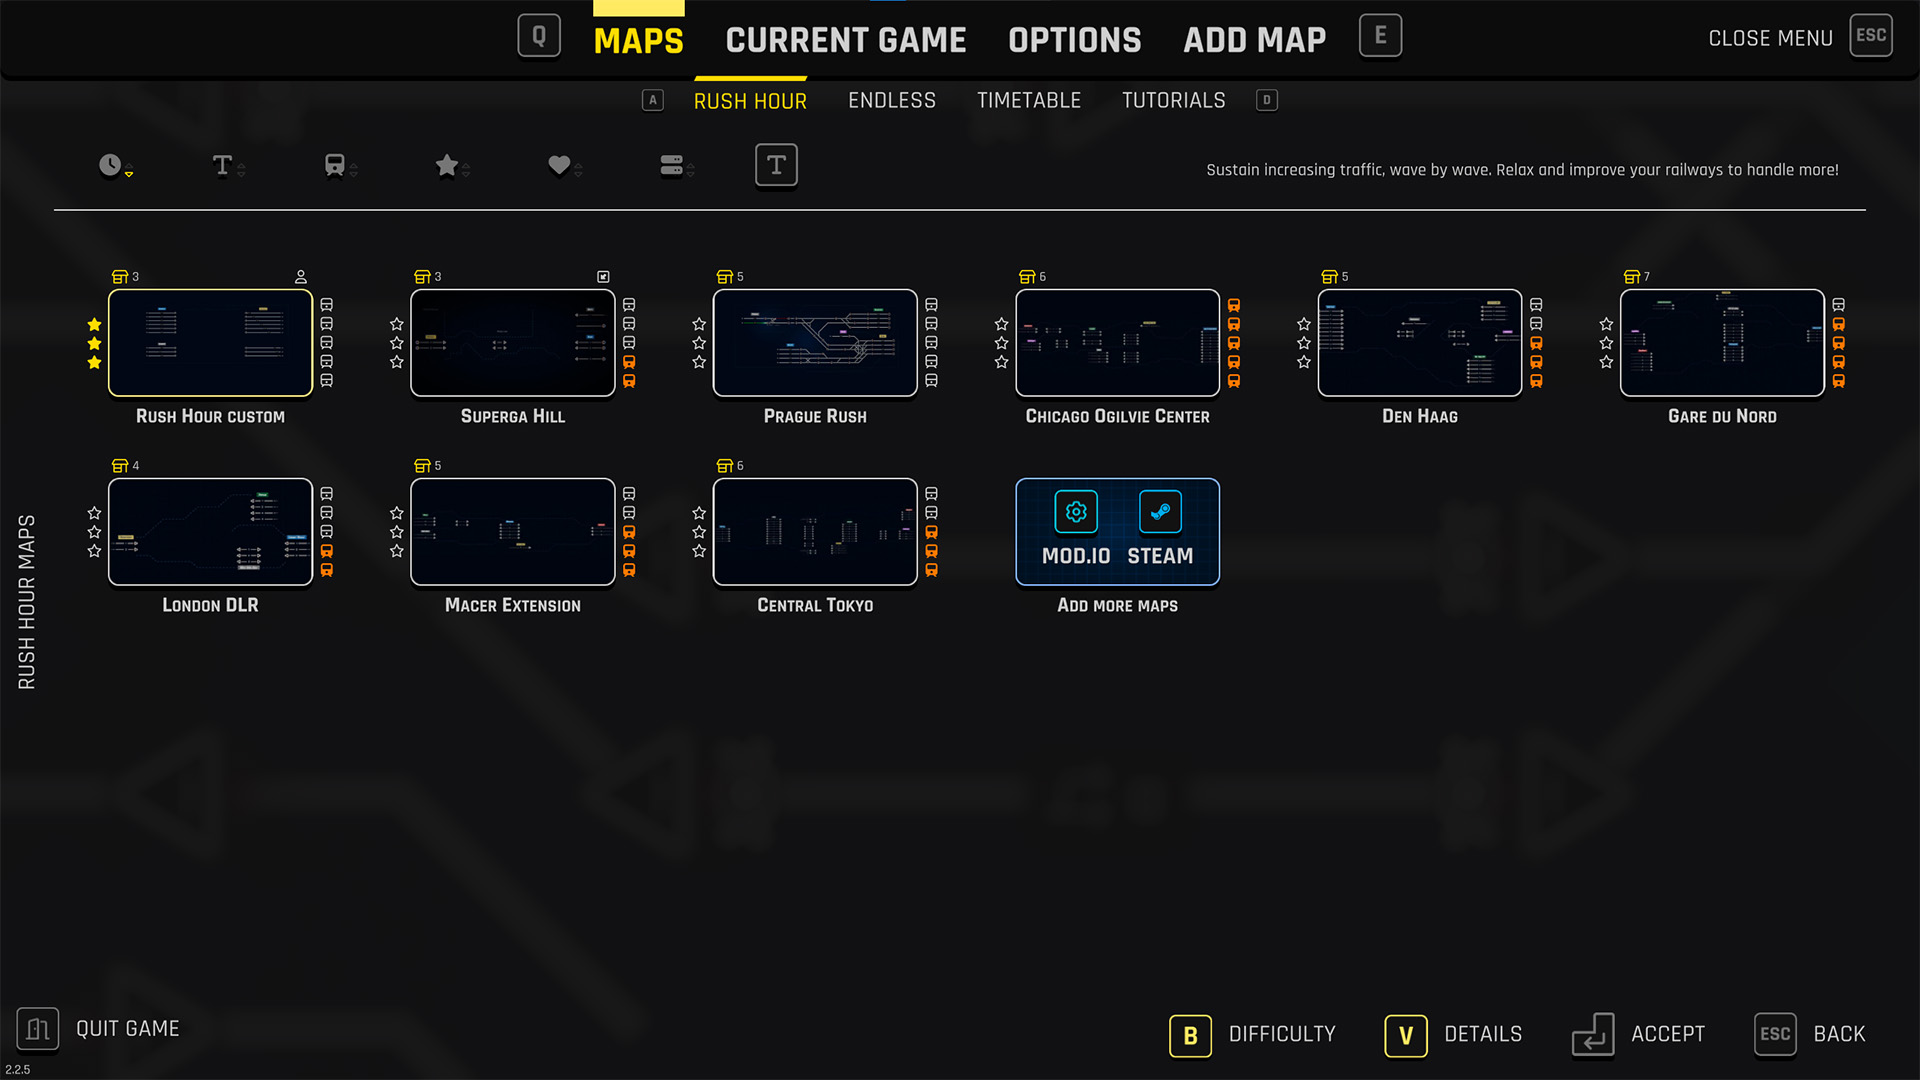 Q MAPS CURRENT GAME OPTIONS ADD MAP E CLOSE MENU ESC
A RUSH HOUR ENDLESS TIMETABLE TUTORIALS D
T T Sustain increasing traffic, wave by wave. Relax and improve your railways to handle more!
3 3 5 6 5 7
Rush Hour custom Superga Hill Prague Rush Chicago Ogilvie Center Den Haag Gare du Nord
4 5 6
MOD.IO STEAM
London DLR Macer Extension Central Tokyo Add more maps
RUSH HOUR MAPS
QUIT GAME B DIFFICULTY V DETAILS ACCEPT ESC BACK
2.2.5